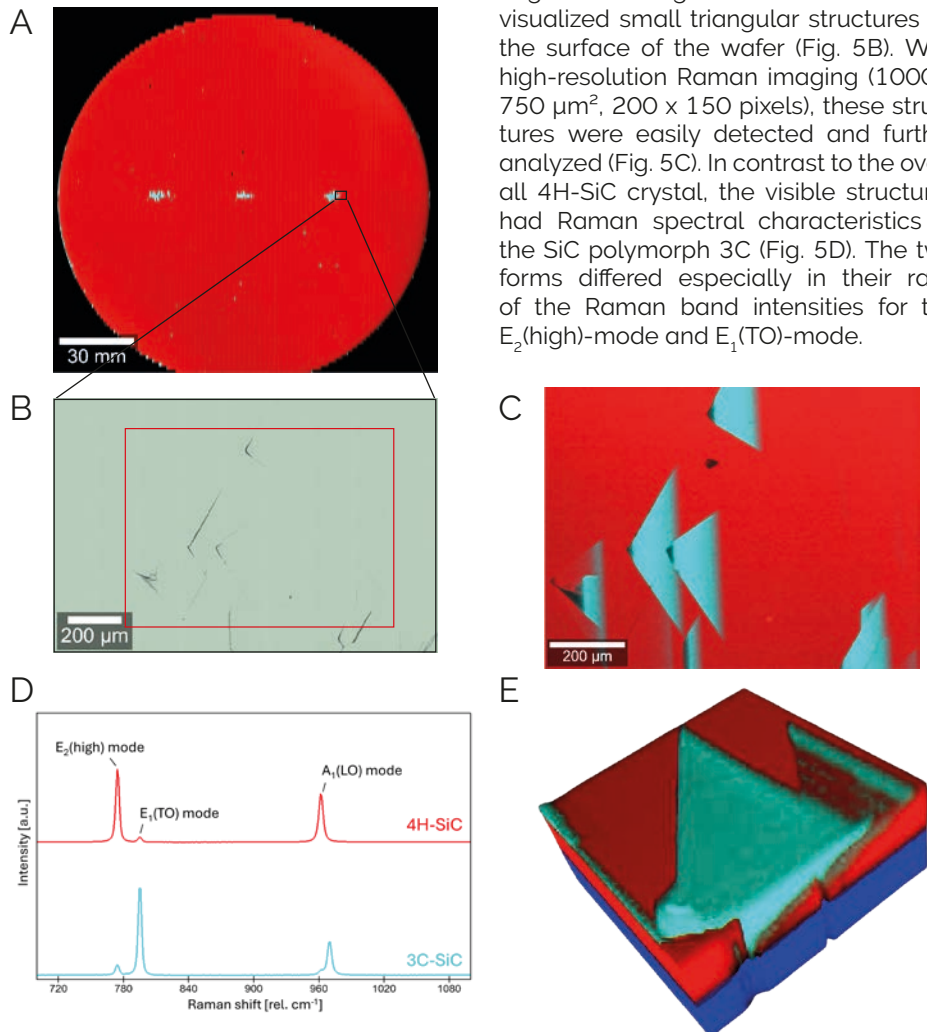 A
visualized small triangular structures
the surface of the wafer (Fig. 5B). W
high-resolution Raman imaging (1000
750 µm², 200 x 150 pixels), these stru
tures were easily detected and furth
analyzed (Fig. 5C). In contrast to the ove
all 4H-SiC crystal, the visible structur
had Raman spectral characteristics
the SiC polymorph 3C (Fig. 5D). The tw
forms differed especially in their ra
of the Raman band intensities for t
E₂(high)-mode and E₁(TO)-mode.
30 mm
B
200 µm
C
200 µm
D
E₂(high) mode
E₁(TO) mode
A₁(LO) mode
4H-SiC
3C-SiC
Intensity [a.u.]
720 780 840 900 960 1020 1080
Raman shift [rel. cm⁻¹]
E